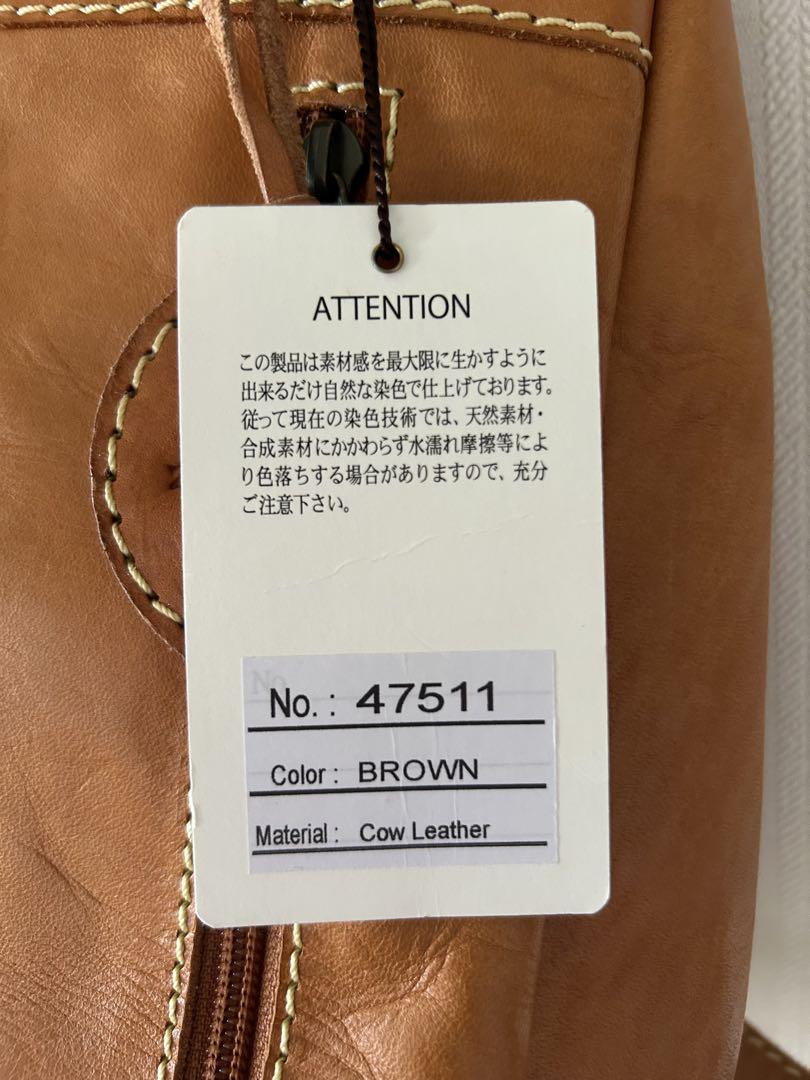 ATTENTION
この製品は素材感を最大限に生かすように
出来るだけ自然な染色で仕上げております。
従って現在の染色技術では、天然素材・
合成素材にかかわらず水濡れ摩擦等によ
り色落ちする場合がありますので、充分
ご注意下さい。
No. : 47511
Color : BROWN
Material : Cow Leather